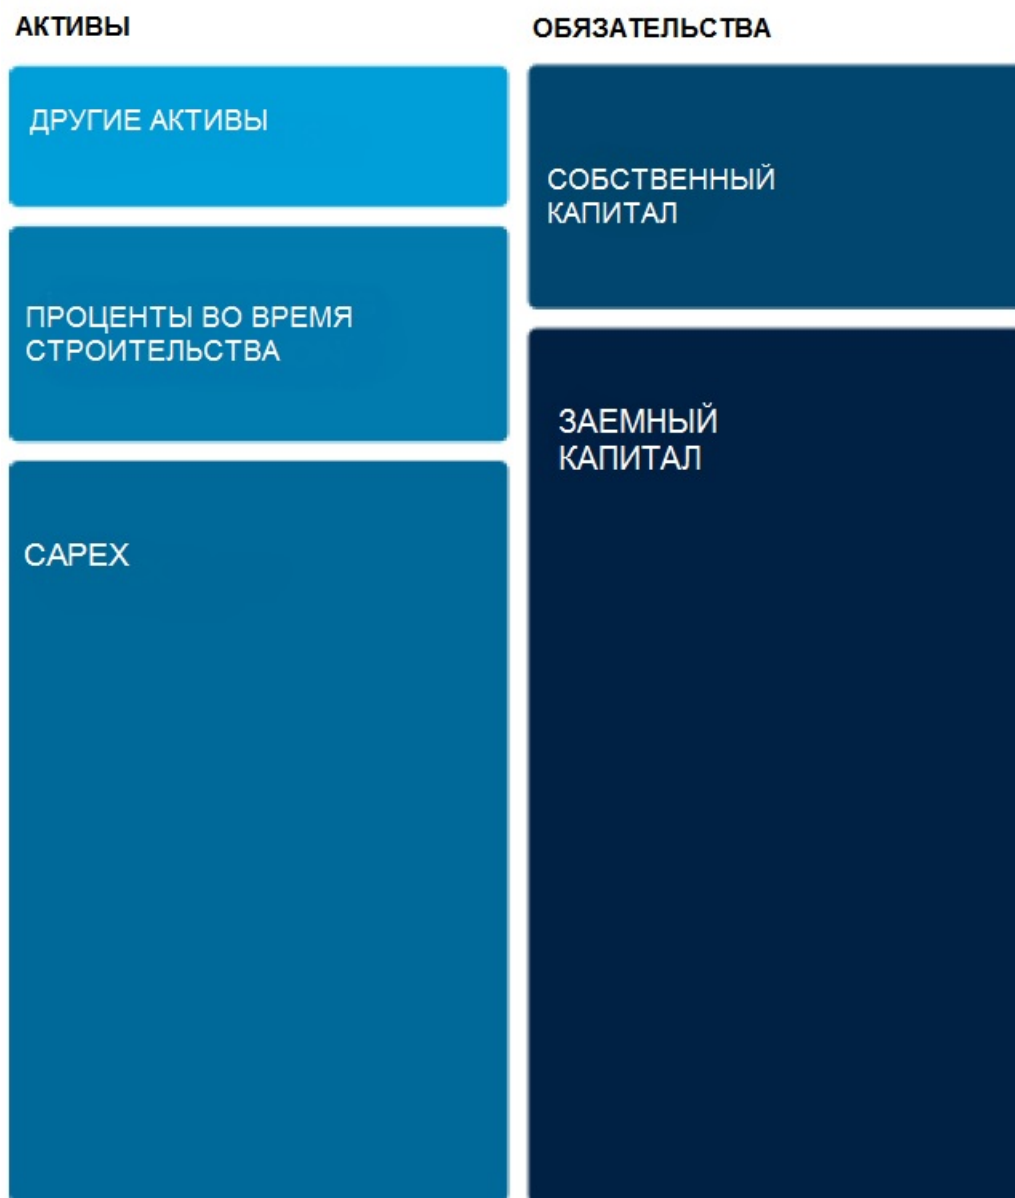 АКТИВЫ
ДРУГИЕ АКТИВЫ
ПРОЦЕНТЫ ВО ВРЕМЯ
СТРОИТЕЛЬСТВА
CAPEX
ОБЯЗАТЕЛЬСТВА
СОБСТВЕННЫЙ
КАПИТАЛ
ЗАЕМНЫЙ
КАПИТАЛ